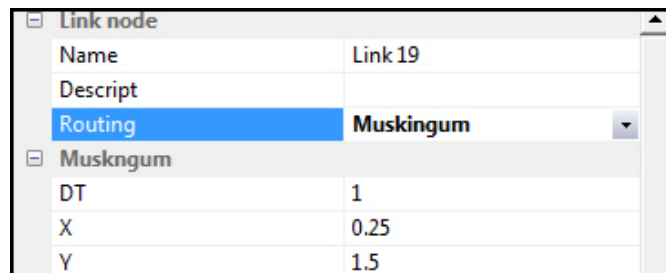 Link node
Name Link 19
Descript
Routing Muskingum
Muskngum
DT 1
X 0.25
Y 1.5